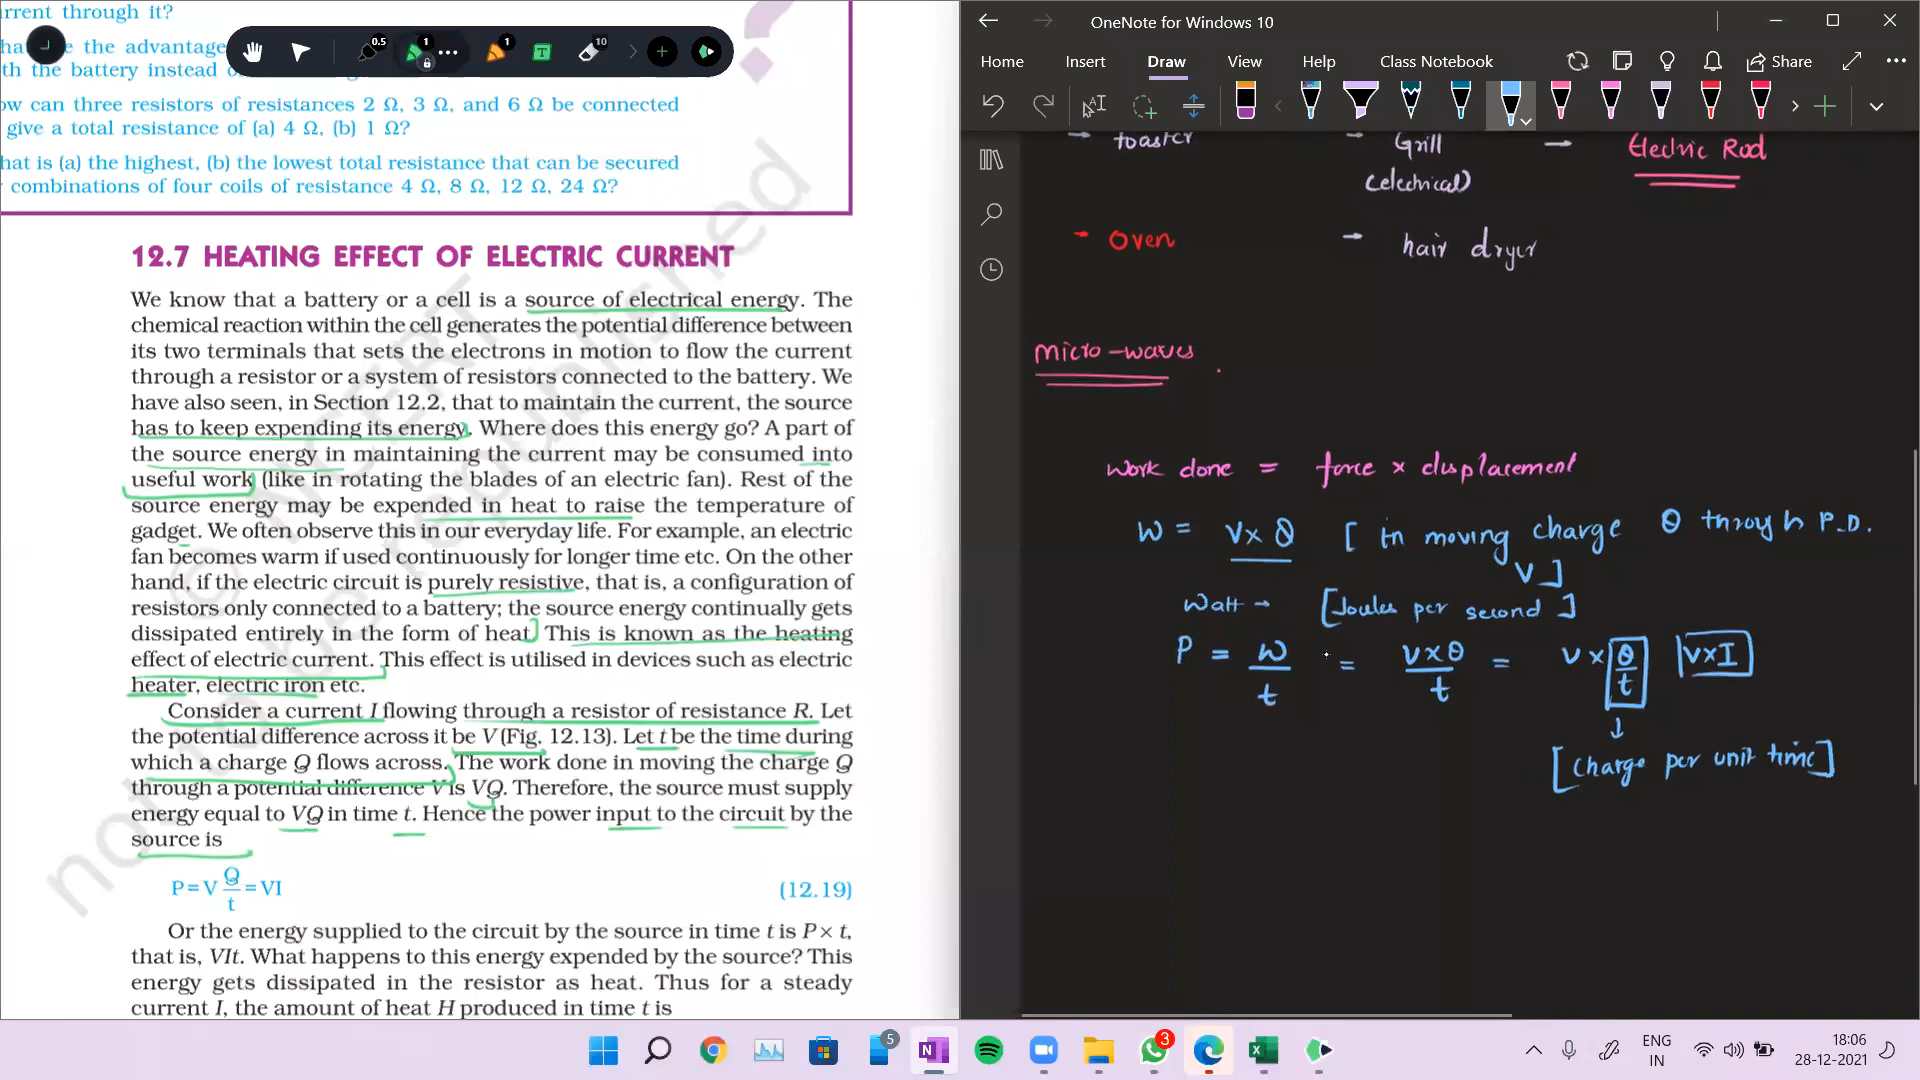 rrent through it?
e the advantage
th the battery instead o
ow can three resistors of resistances 2 Ω, 3 Ω, and 6 Ω be connected
give a total resistance of (a) 4 Ω, (b) 1 Ω?
hat is (a) the highest, (b) the lowest total resistance that can be secured
combinations of four coils of resistance 4 Ω, 8 Ω, 12 Ω, 24 Ω?
0.5 1 1 T 10
12.7 HEATING EFFECT OF ELECTRIC CURRENT
We know that a battery or a cell is a source of electrical energy. The
chemical reaction within the cell generates the potential difference between
its two terminals that sets the electrons in motion to flow the current
through a resistor or a system of resistors connected to the battery. We
have also seen, in Section 12.2, that to maintain the current, the source
has to keep expending its energy. Where does this energy go? A part of
the source energy in maintaining the current may be consumed into
useful work (like in rotating the blades of an electric fan). Rest of the
source energy may be expended in heat to raise the temperature of
gadget. We often observe this in our everyday life. For example, an electric
fan becomes warm if used continuously for longer time etc. On the other
hand, if the electric circuit is purely resistive, that is, a configuration of
resistors only connected to a battery; the source energy continually gets
dissipated entirely in the form of heat. This is known as the heating
effect of electric current. This effect is utilised in devices such as electric
heater, electric iron etc.
Consider a current I flowing through a resistor of resistance R. Let
the potential difference across it be V (Fig. 12.13). Let t be the time during
which a charge Q flows across. The work done in moving the charge Q
through a potential difference V is VQ. Therefore, the source must supply
energy equal to VQ in time t. Hence the power input to the circuit by the
source is
P = V Q/t = VI (12.19)
Or the energy supplied to the circuit by the source in time t is P × t,
that is, VIt. What happens to this energy expended by the source? This
energy gets dissipated in the resistor as heat. Thus for a steady
current I, the amount of heat H produced in time t is
© NCERT
not to be republished
OneNote for Windows 10
Home Insert Draw View Help Class Notebook Share
→ toaster → Grill → Electric Rod
(electrical)
- Oven → hair dryer
Micro-waves
Work done = force × displacement
W = V×Q [in moving charge Q through P.D.
V]
Watt → [Joules per second]
P = W/t = V×Q/t = V×Q/t V×I
↓
[Charge per unit time]
5 3 ENG IN 18:06 28-12-2021